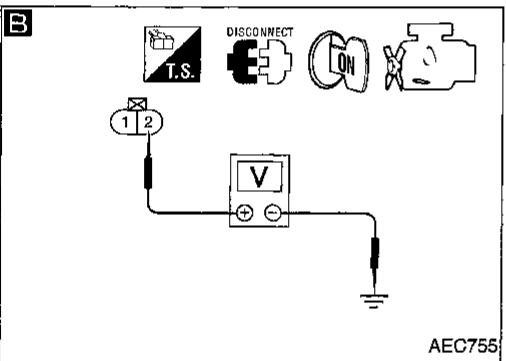 B
DISCONNECT
T.S.
ON
1 2
V
⊕ ⊖
AEC755